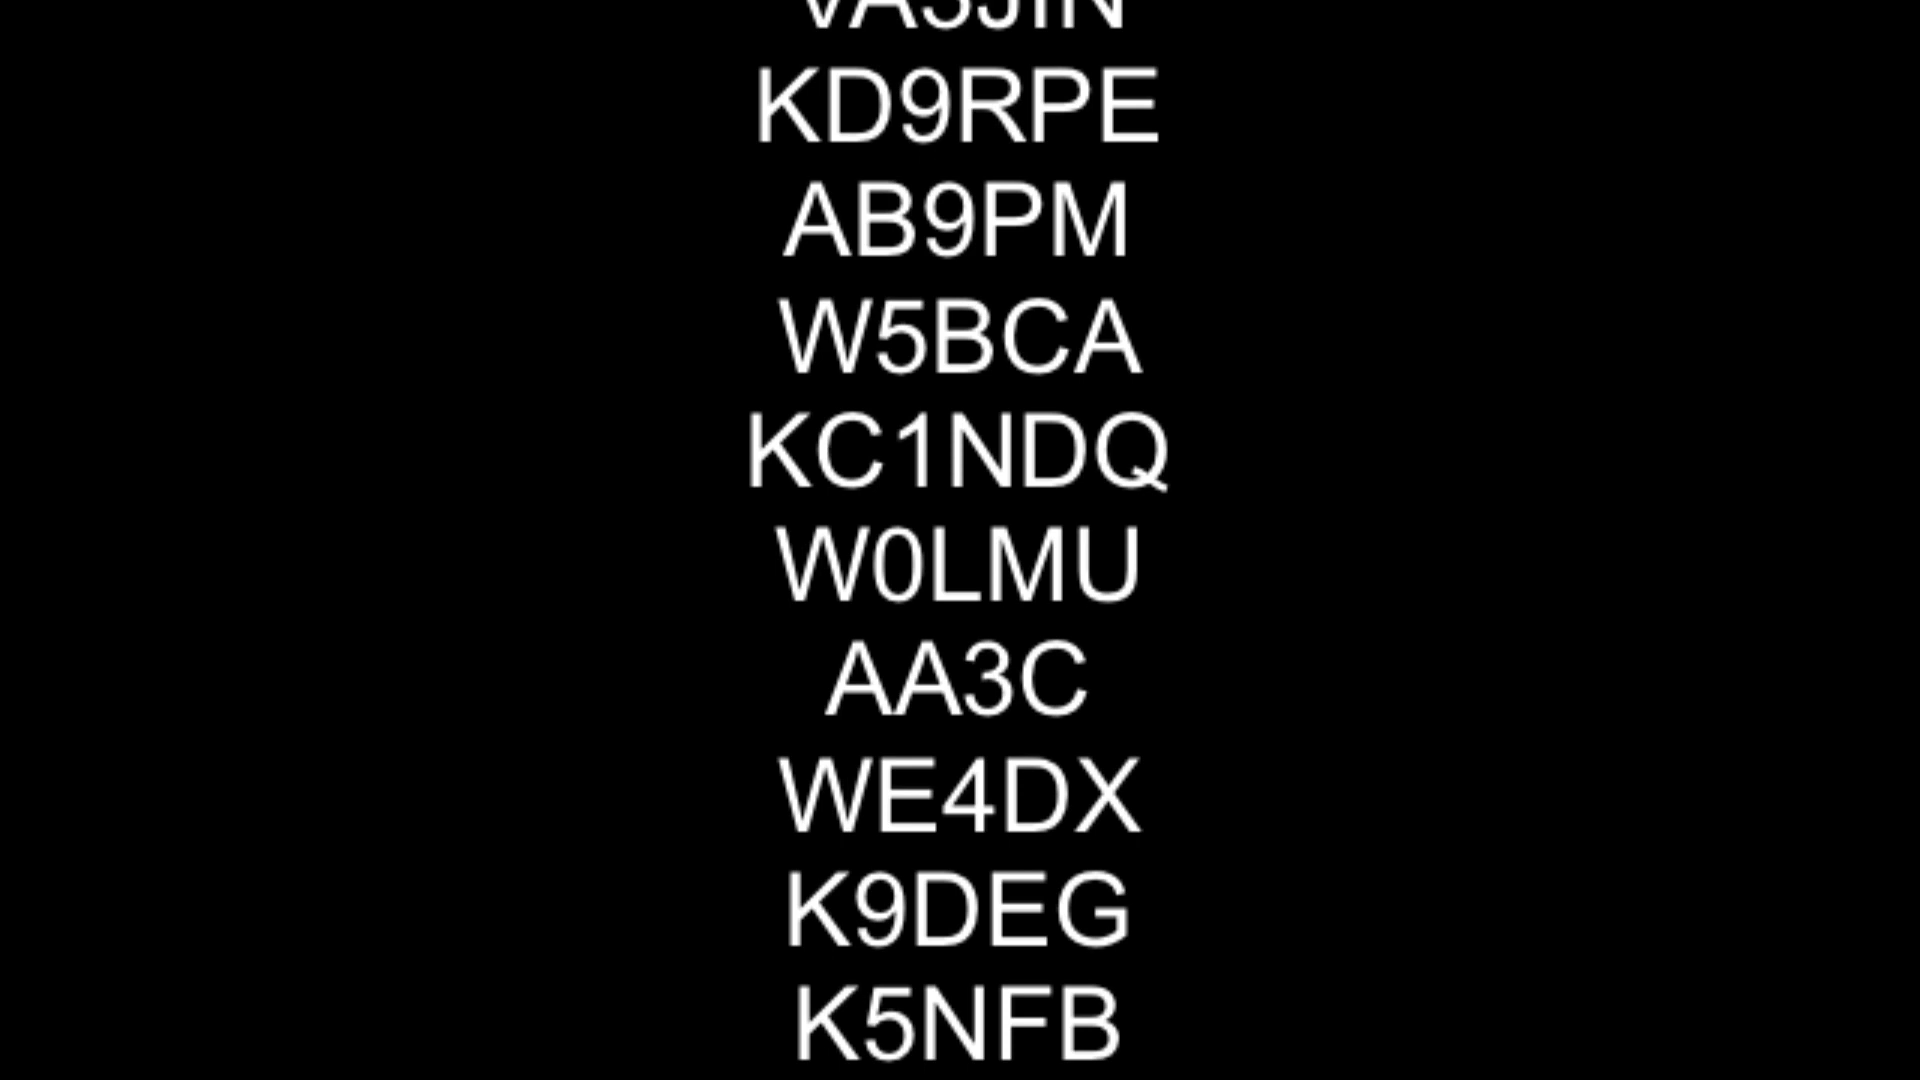 KD9RPE
AB9PM
W5BCA
KC1NDQ
W0LMU
AA3C
WE4DX
K9DEG
K5NFB